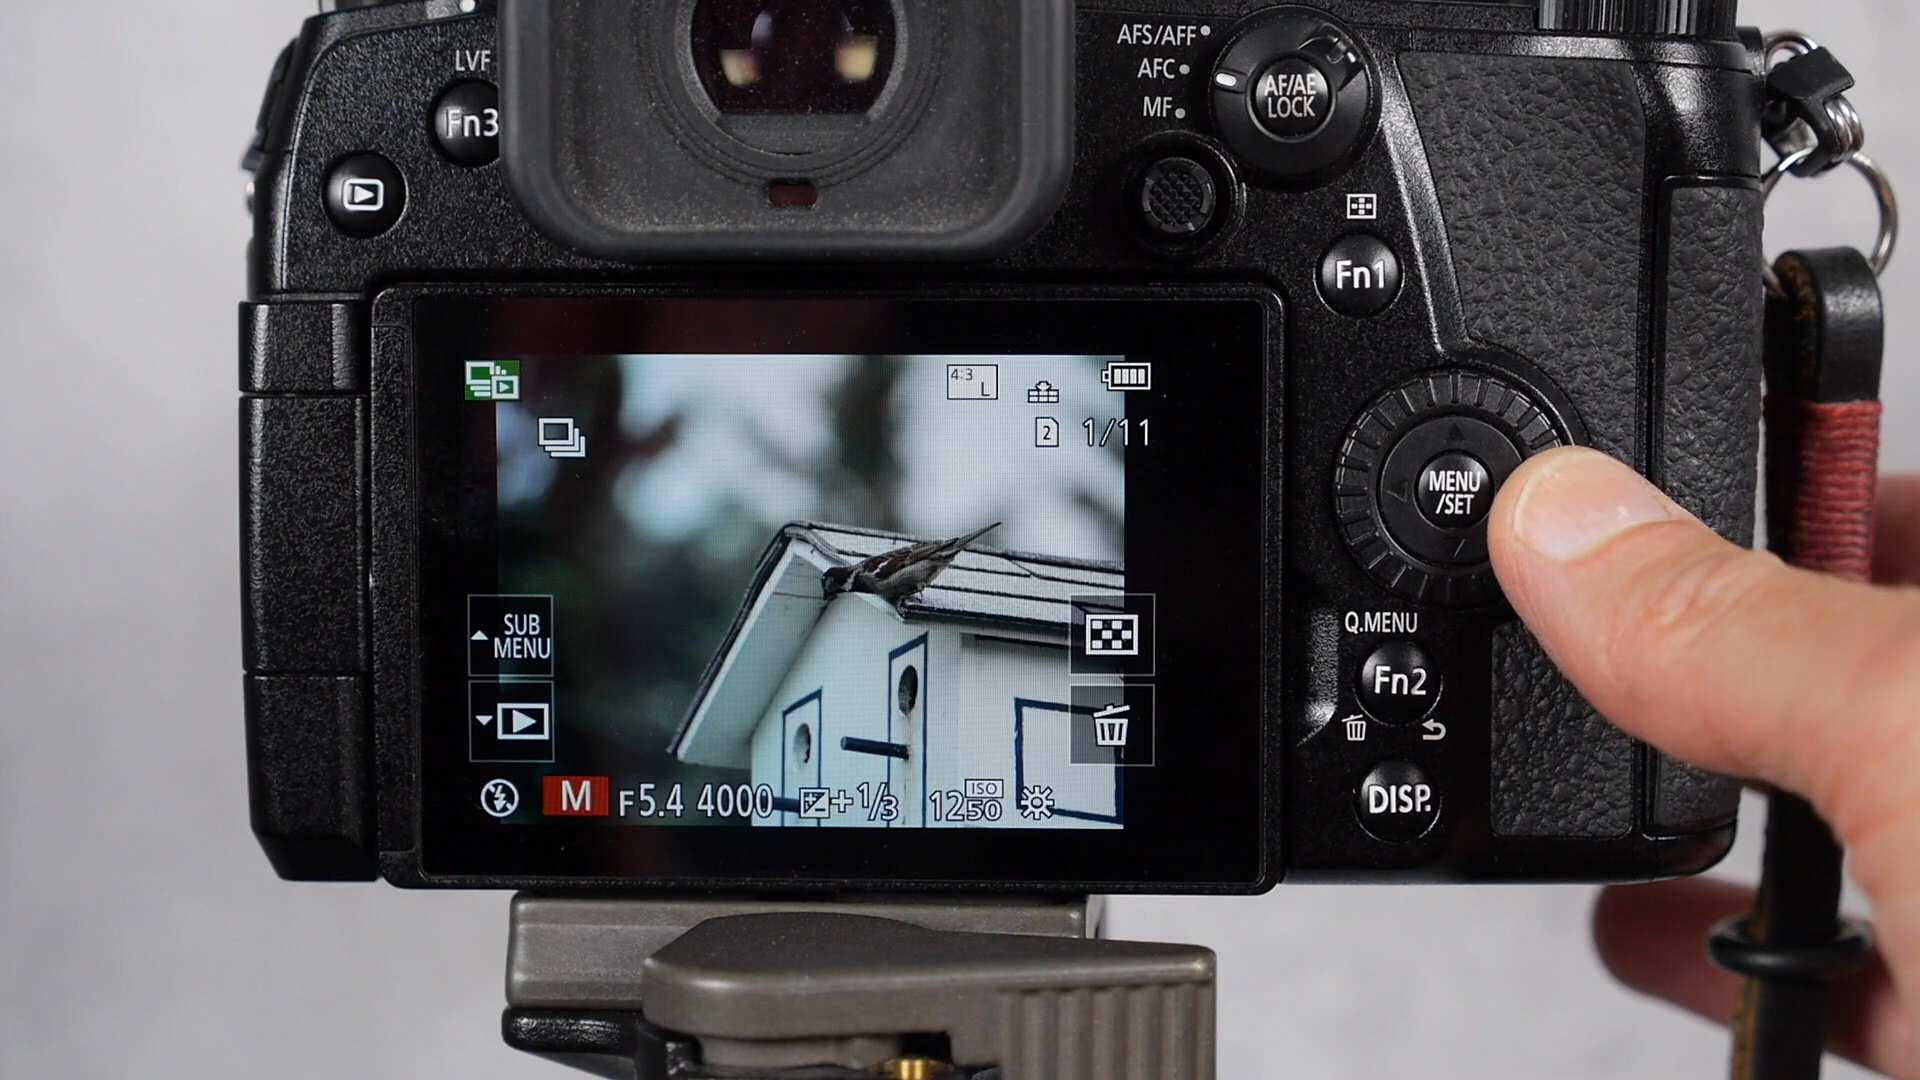 LVF
Fn3
AFS/AFF
AFC
MF
AF/AE
LOCK
Fn1
4:3
L
2
1/11
MENU
/SET
SUB
MENU
Q.MENU
Fn2
M F5.4 4000 +1/3 ISO 1250
DISP.